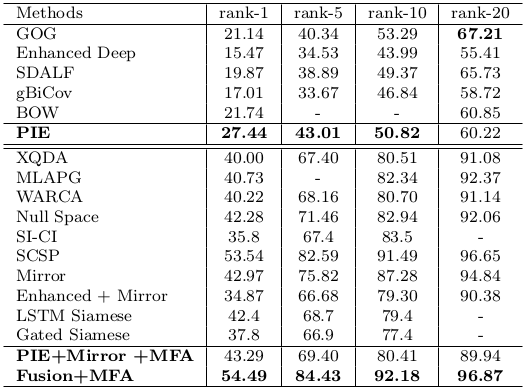 Methods rank-1 rank-5 rank-10 rank-20
GOG 21.14 40.34 53.29 67.21
Enhanced Deep 15.47 34.53 43.99 55.41
SDALF 19.87 38.89 49.37 65.73
gBiCov 17.01 33.67 46.84 58.72
BOW 21.74 - - 60.85
PIE 27.44 43.01 50.82 60.22
XQDA 40.00 67.40 80.51 91.08
MLAPG 40.73 - 82.34 92.37
WARCA 40.22 68.16 80.70 91.14
Null Space 42.28 71.46 82.94 92.06
SI-CI 35.8 67.4 83.5 -
SCSP 53.54 82.59 91.49 96.65
Mirror 42.97 75.82 87.28 94.84
Enhanced + Mirror 34.87 66.68 79.30 90.38
LSTM Siamese 42.4 68.7 79.4 -
Gated Siamese 37.8 66.9 77.4 -
PIE+Mirror +MFA 43.29 69.40 80.41 89.94
Fusion+MFA 54.49 84.43 92.18 96.87